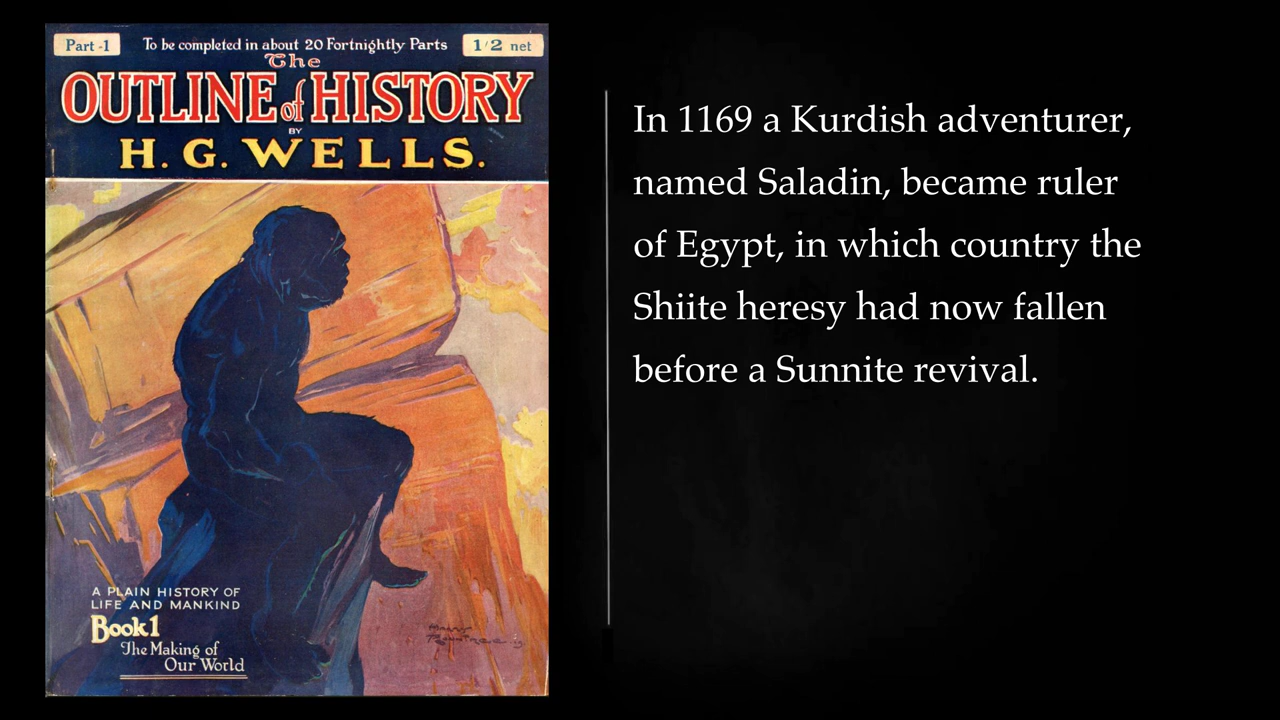 Part -1
To be completed in about 20 Fortnightly Parts
1/2 net
The
OUTLINE of HISTORY
BY
H. G. WELLS.
In 1169 a Kurdish adventurer,
named Saladin, became ruler
of Egypt, in which country the
Shiite heresy had now fallen
before a Sunnite revival.
A PLAIN HISTORY OF
LIFE AND MANKIND
Book 1
The Making of
Our World